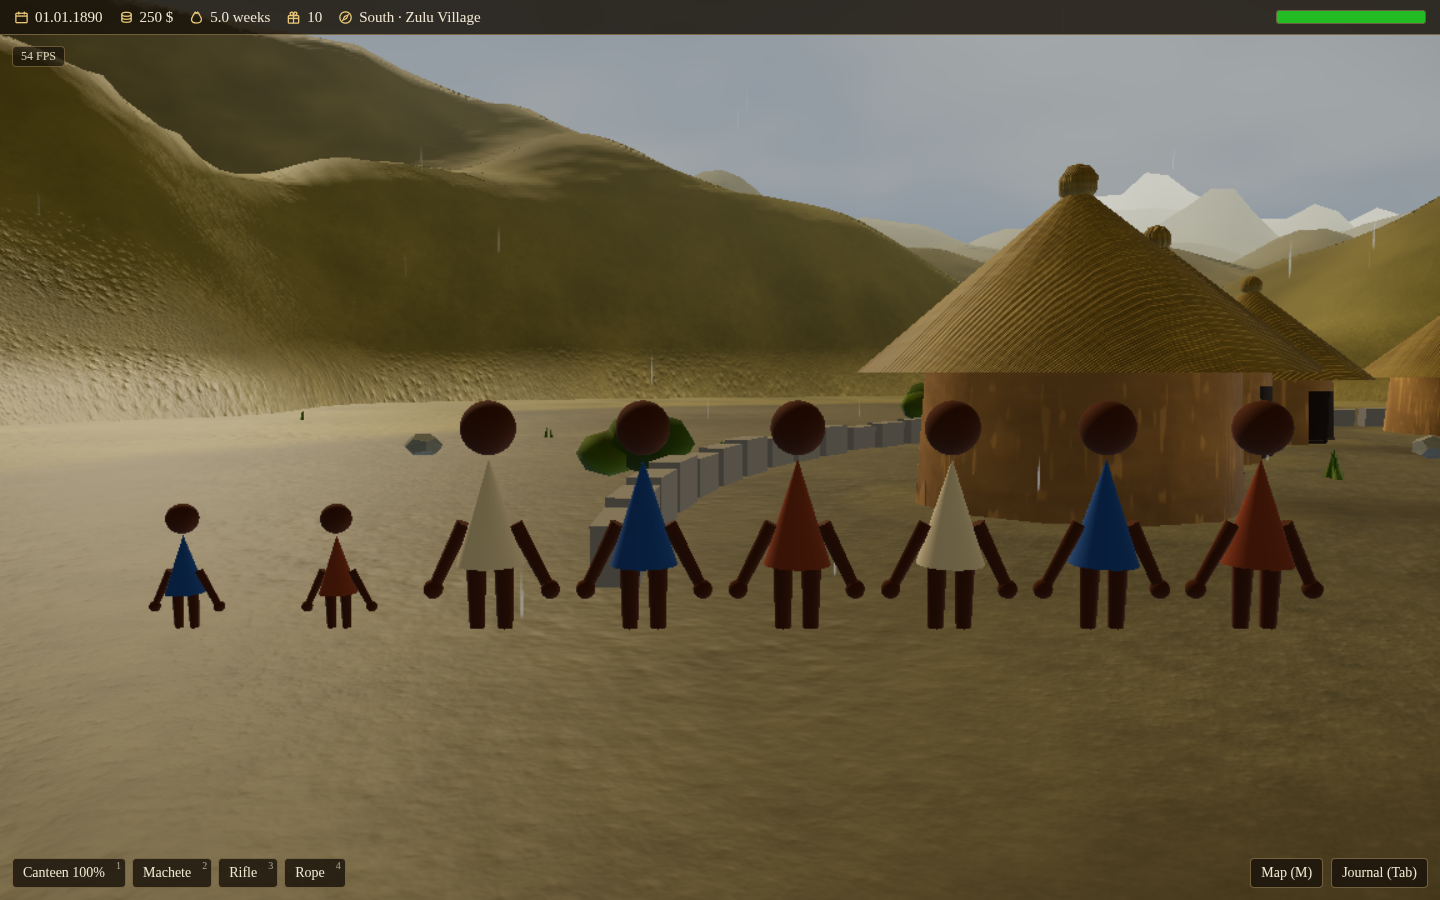 01.01.1890 250 $ 5.0 weeks 10 South · Zulu Village
54 FPS
Canteen 100% 1 Machete 2 Rifle 3 Rope 4 Map (M) Journal (Tab)